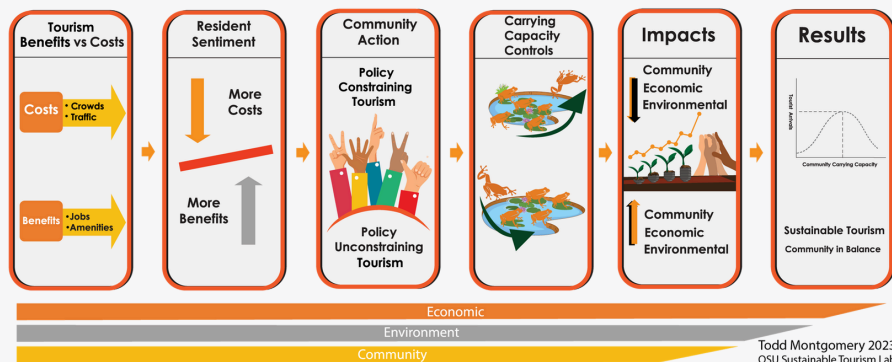 Tourism
Benefits vs Costs
Costs
• Crowds
• Traffic
Benefits
•Jobs
•Amenities
Resident
Sentiment
More
Costs
More
Benefits
Community
Action
Policy
Constraining
Tourism
Policy
Unconstraining
Tourism
Carrying
Capacity
Controls
Impacts
Community
Economic
Environmental
Community
Economic
Environmental
Results
Tourist Arrivals
Community Carrying Capacity
Sustainable Tourism
Community in Balance
Economic
Environment
Community
Todd Montgomery
OSU Sustainable Tourism